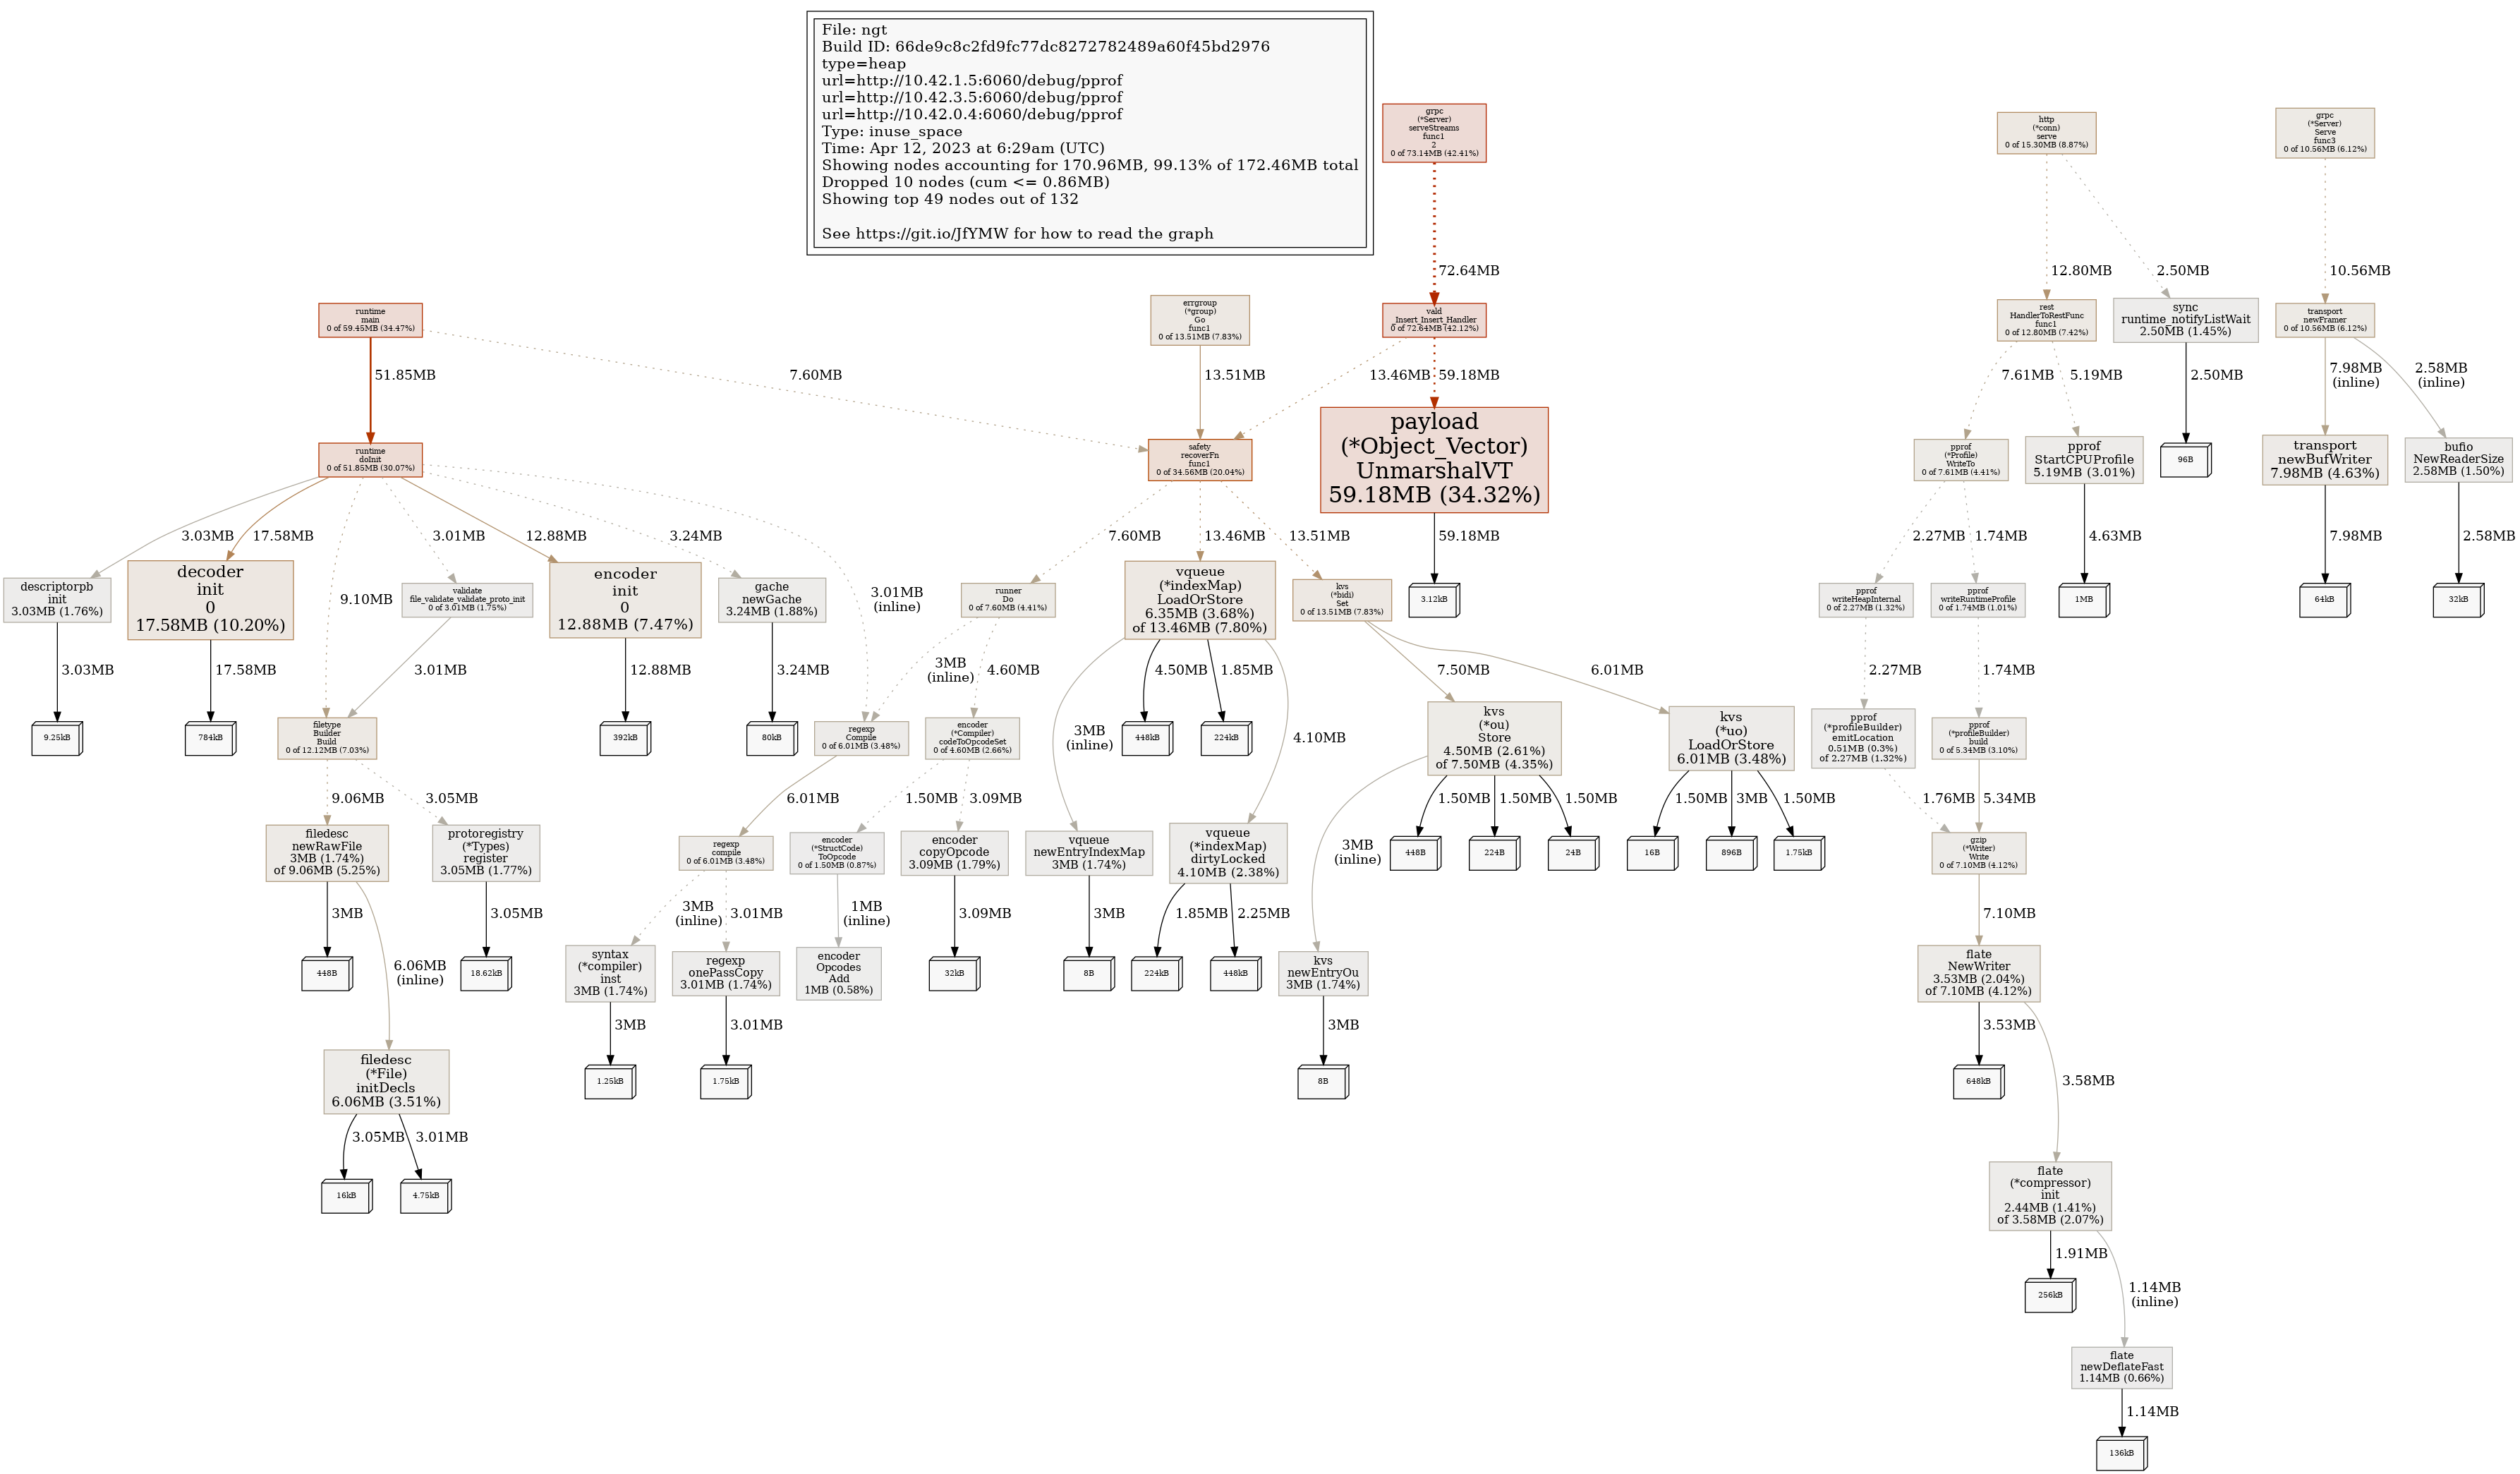 File: ngt
Build ID: 66de9c8c2fd9fc77dc8272782489a60f45bd2976
type=heap
url=http://10.42.1.5:6060/debug/pprof
url=http://10.42.3.5:6060/debug/pprof
url=http://10.42.0.4:6060/debug/pprof
Type: inuse_space
Time: Apr 12, 2023 at 6:29am (UTC)
Showing nodes accounting for 170.96MB, 99.13% of 172.46MB total
Dropped 10 nodes (cum <= 0.86MB)
Showing top 49 nodes out of 132
See https://git.io/JfYMW for how to read the graph
grpc
(*Server)
serveStreams
func1
2
0 of 73.14MB (42.41%)
http
(*conn)
serve
0 of 15.30MB (8.87%)
grpc
(*Server)
Serve
func3
0 of 10.56MB (6.12%)
72.64MB
12.80MB
2.50MB
10.56MB
runtime
main
0 of 59.45MB (34.47%)
errgroup
(*group)
Go
func1
0 of 13.51MB (7.83%)
vald
Insert_Insert_Handler
0 of 72.64MB (42.12%)
rest
HandlerToRestFunc
func1
0 of 12.80MB (7.42%)
sync
runtime_notifyListWait
2.50MB (1.45%)
transport
newFramer
0 of 10.56MB (6.12%)
51.85MB
7.60MB
13.51MB
13.46MB
59.18MB
7.61MB
5.19MB
2.50MB
7.98MB
(inline)
2.58MB
(inline)
runtime
doInit
0 of 51.85MB (30.07%)
safety
recoverFn
func1
0 of 34.56MB (20.04%)
payload
(*Object_Vector)
UnmarshalVT
59.18MB (34.32%)
pprof
(*Profile)
WriteTo
0 of 7.61MB (4.41%)
pprof
StartCPUProfile
5.19MB (3.01%)
96B
transport
newBufWriter
7.98MB (4.63%)
bufio
NewReaderSize
2.58MB (1.50%)
3.03MB
17.58MB
3.01MB
12.88MB
3.24MB
7.60MB
13.46MB
13.51MB
59.18MB
2.27MB
1.74MB
4.63MB
7.98MB
2.58MB
9.10MB
3.01MB
(inline)
descriptorpb
init
3.03MB (1.76%)
decoder
init
0
17.58MB (10.20%)
validate
file_validate_validate_proto_init
0 of 3.01MB (1.75%)
encoder
init
0
12.88MB (7.47%)
gache
newGache
3.24MB (1.88%)
runner
Do
0 of 7.60MB (4.41%)
vqueue
(*indexMap)
LoadOrStore
6.35MB (3.68%)
of 13.46MB (7.80%)
kvs
(*bidi)
Set
0 of 13.51MB (7.83%)
3.12kB
pprof
writeHeapInternal
0 of 2.27MB (1.32%)
pprof
writeRuntimeProfile
0 of 1.74MB (1.01%)
1MB
64kB
32kB
3.03MB
17.58MB
3.01MB
12.88MB
3.24MB
3MB
(inline)
4.60MB
4.50MB
1.85MB
7.50MB
6.01MB
2.27MB
1.74MB
9.25kB
784kB
filetype
Builder
Build
0 of 12.12MB (7.03%)
392kB
80kB
regexp
Compile
0 of 6.01MB (3.48%)
encoder
(*Compiler)
codeToOpcodeSet
0 of 4.60MB (2.66%)
3MB
(inline)
448kB
224kB
4.10MB
kvs
(*ou)
Store
4.50MB (2.61%)
of 7.50MB (4.35%)
kvs
(*uo)
LoadOrStore
6.01MB (3.48%)
pprof
(*profileBuilder)
emitLocation
0.51MB (0.3%)
of 2.27MB (1.32%)
pprof
(*profileBuilder)
build
0 of 5.34MB (3.10%)
9.06MB
3.05MB
6.01MB
1.50MB
3.09MB
1.50MB
1.50MB
1.50MB
1.50MB
3MB
1.50MB
1.76MB
5.34MB
filedesc
newRawFile
3MB (1.74%)
of 9.06MB (5.25%)
protoregistry
(*Types)
register
3.05MB (1.77%)
regexp
compile
0 of 6.01MB (3.48%)
encoder
(*StructCode)
ToOpcode
0 of 1.50MB (0.87%)
encoder
copyOpcode
3.09MB (1.79%)
vqueue
newEntryIndexMap
3MB (1.74%)
vqueue
(*indexMap)
dirtyLocked
4.10MB (2.38%)
3MB
(inline)
448B
224B
24B
16B
896B
1.75kB
gzip
(*Writer)
Write
0 of 7.10MB (4.12%)
3MB
3.05MB
3MB
(inline)
3.01MB
1MB
(inline)
3.09MB
3MB
1.85MB
2.25MB
7.10MB
448B
6.06MB
(inline)
18.62kB
syntax
(*compiler)
inst
3MB (1.74%)
regexp
onePassCopy
3.01MB (1.74%)
encoder
Opcodes
Add
1MB (0.58%)
32kB
8B
224kB
448kB
kvs
newEntryOu
3MB (1.74%)
flate
NewWriter
3.53MB (2.04%)
of 7.10MB (4.12%)
3MB
3.01MB
3MB
3.53MB
filedesc
(*File)
initDecls
6.06MB (3.51%)
1.25kB
1.75kB
8B
648kB
3.58MB
3.05MB
3.01MB
16kB
4.75kB
flate
(*compressor)
init
2.44MB (1.41%)
of 3.58MB (2.07%)
1.91MB
256kB
1.14MB
(inline)
flate
newDeflateFast
1.14MB (0.66%)
1.14MB
136kB